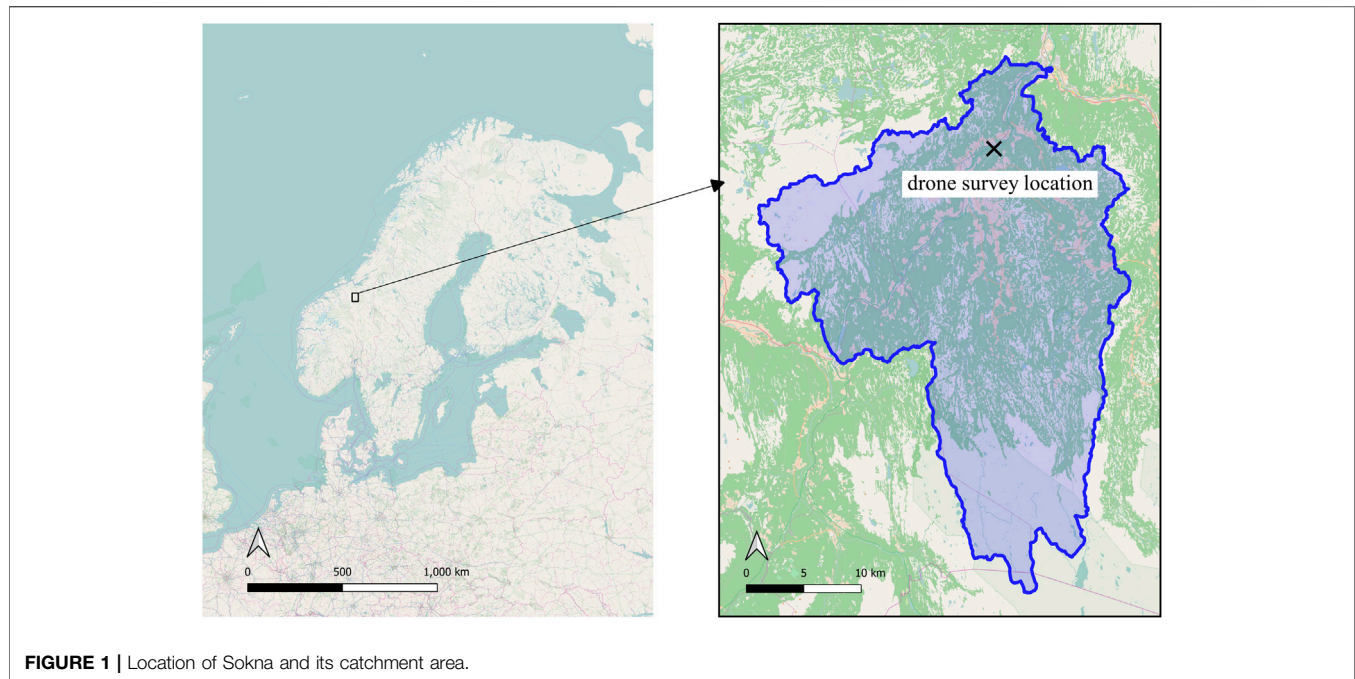 drone survey location
0 500 1,000 km
0 5 10 km
FIGURE 1 | Location of Sokna and its catchment area.